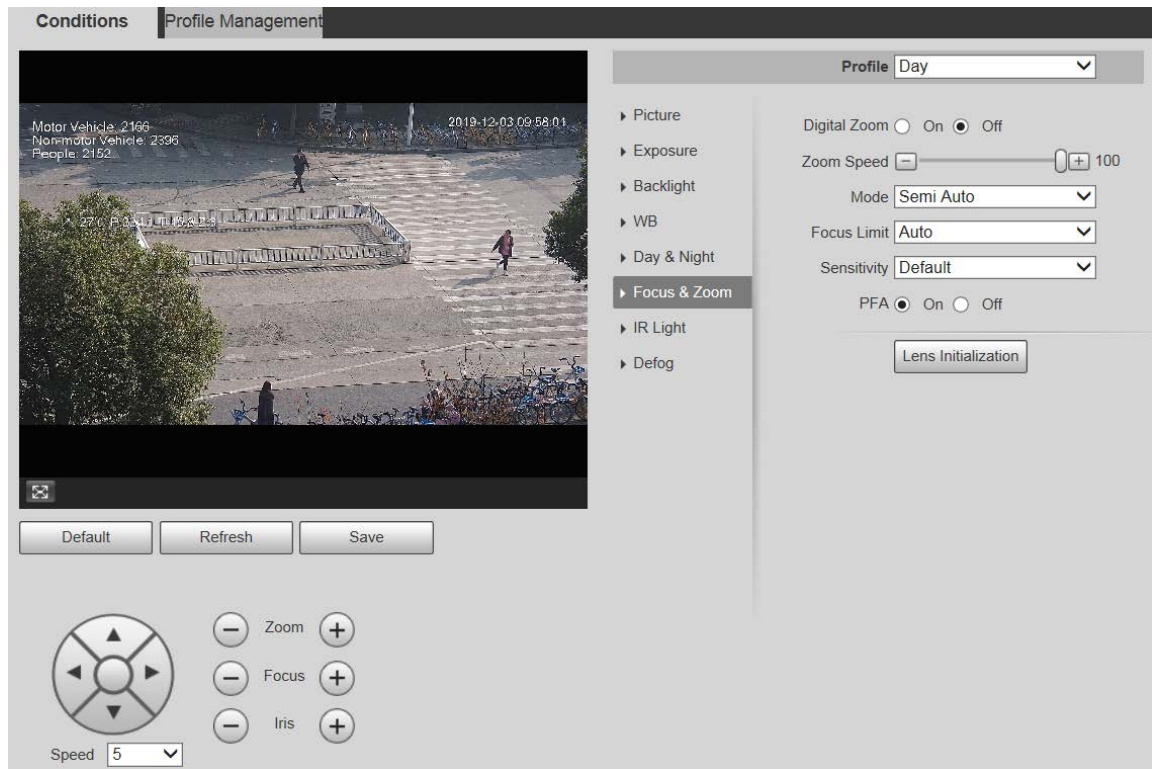 Conditions
Profile Management
Motor Vehicle: 2166
Non-motor Vehicle: 2396
People: 2152
2019-12-03 09:58:01
Profile Day
Picture
Exposure
Backlight
WB
Day & Night
Focus & Zoom
IR Light
Defog
Digital Zoom On Off
Zoom Speed - + 100
Mode Semi Auto
Focus Limit Auto
Sensitivity Default
PFA On Off
Lens Initialization
Default
Refresh
Save
Zoom
Focus
Iris
Speed 5